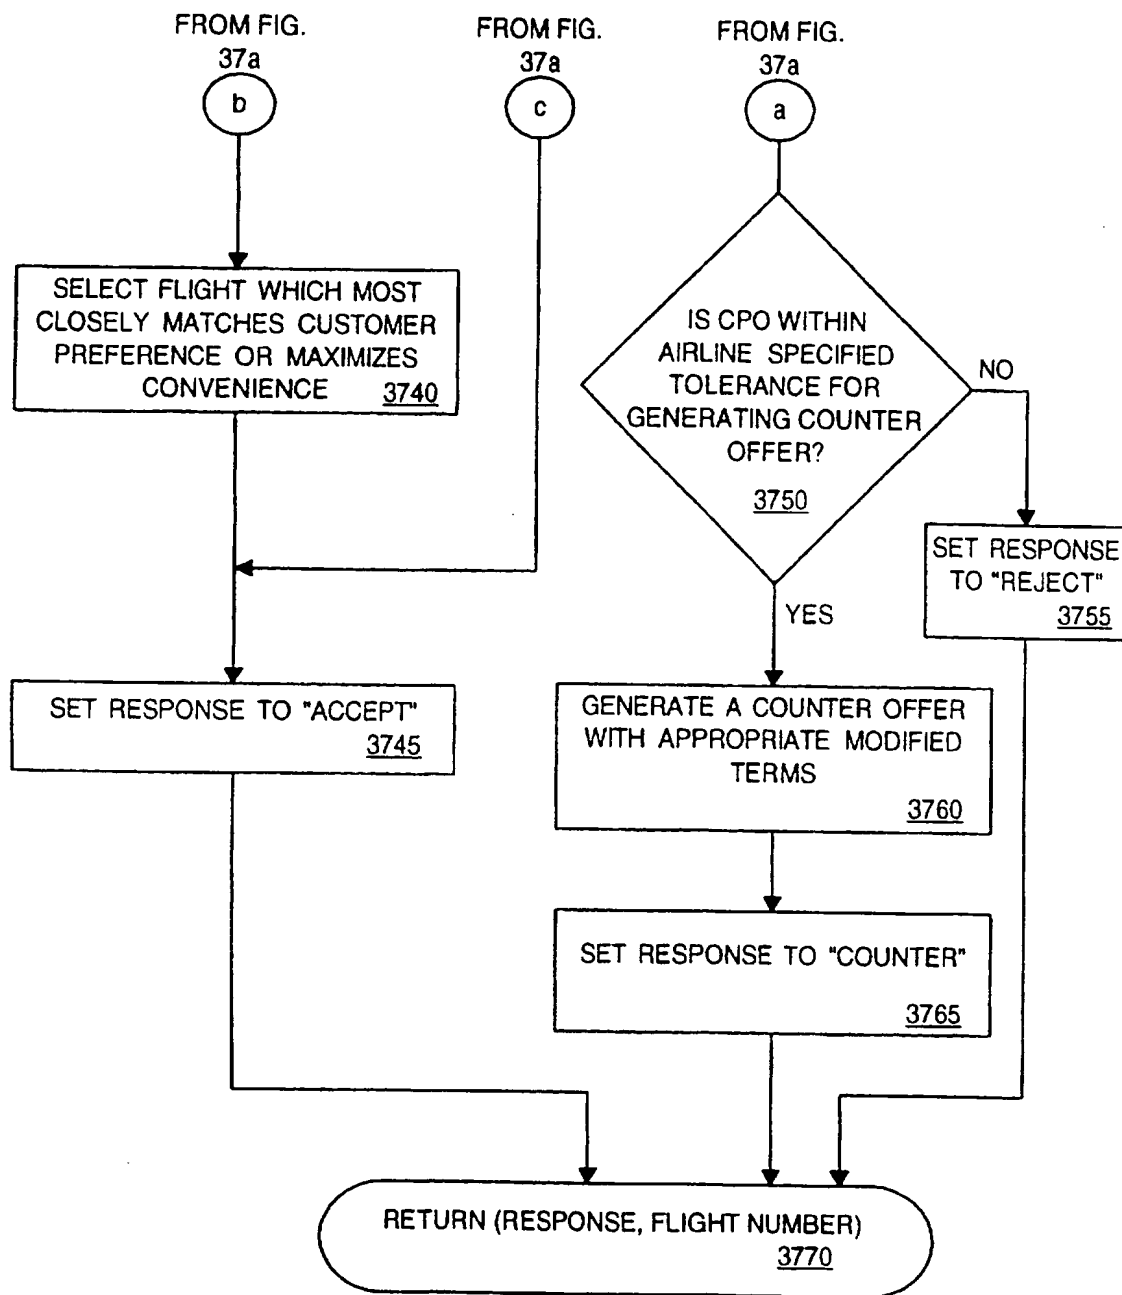 FROM FIG.
37a
b
FROM FIG.
37a
c
FROM FIG.
37a
a
SELECT FLIGHT WHICH MOST
CLOSELY MATCHES CUSTOMER
PREFERENCE OR MAXIMIZES
CONVENIENCE 3740
IS CPO WITHIN
AIRLINE SPECIFIED
TOLERANCE FOR
GENERATING COUNTER
OFFER?
3750
NO
SET RESPONSE
TO "REJECT"
3755
YES
SET RESPONSE TO "ACCEPT"
3745
GENERATE A COUNTER OFFER
WITH APPROPRIATE MODIFIED
TERMS
3760
SET RESPONSE TO "COUNTER"
3765
RETURN (RESPONSE, FLIGHT NUMBER)
3770